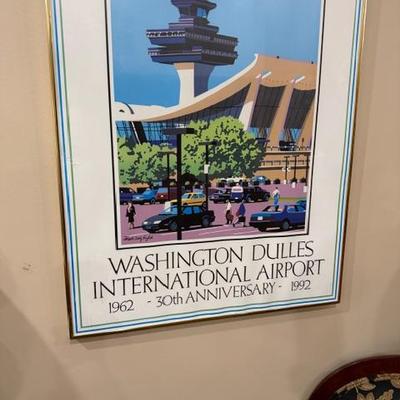 WASHINGTON DULLES
INTERNATIONAL AIRPORT
1962 - 30th ANNIVERSARY - 1992